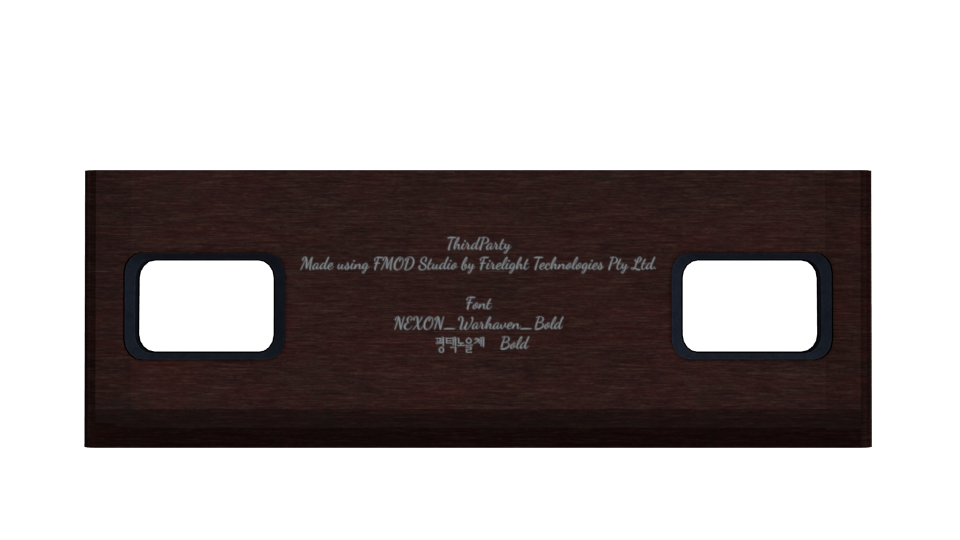 ThirdParty
Made using FMOD Studio by Firelight Technologies Pty Ltd.
Font
NEXON_Warhaven_Bold
평택노을체 Bold